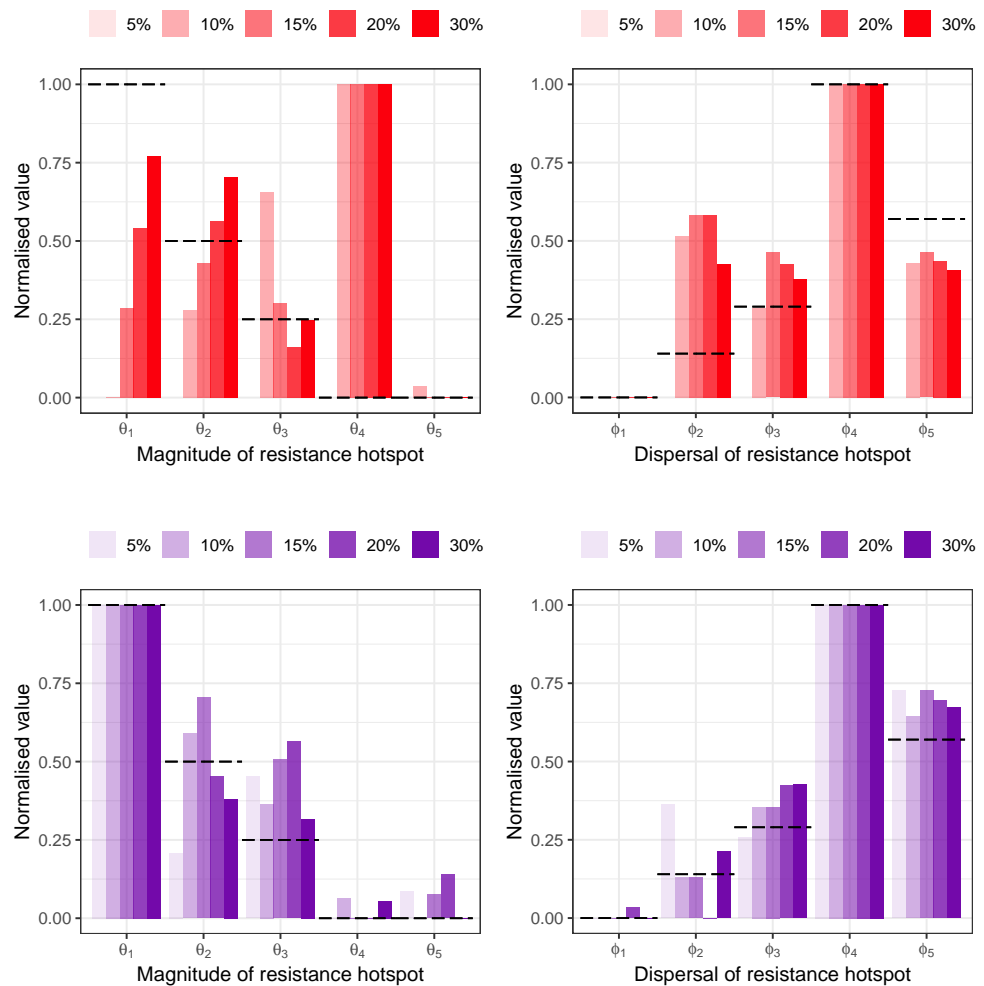 5% 10% 15% 20% 30%
1.00
0.75
0.50
0.25
0.00
Normalised value
θ1 θ2 θ3 θ4 θ5
Magnitude of resistance hotspot
5% 10% 15% 20% 30%
1.00
0.75
0.50
0.25
0.00
Normalised value
ϕ1 ϕ2 ϕ3 ϕ4 ϕ5
Dispersal of resistance hotspot
5% 10% 15% 20% 30%
1.00
0.75
0.50
0.25
0.00
Normalised value
θ1 θ2 θ3 θ4 θ5
Magnitude of resistance hotspot
5% 10% 15% 20% 30%
1.00
0.75
0.50
0.25
0.00
Normalised value
ϕ1 ϕ2 ϕ3 ϕ4 ϕ5
Dispersal of resistance hotspot